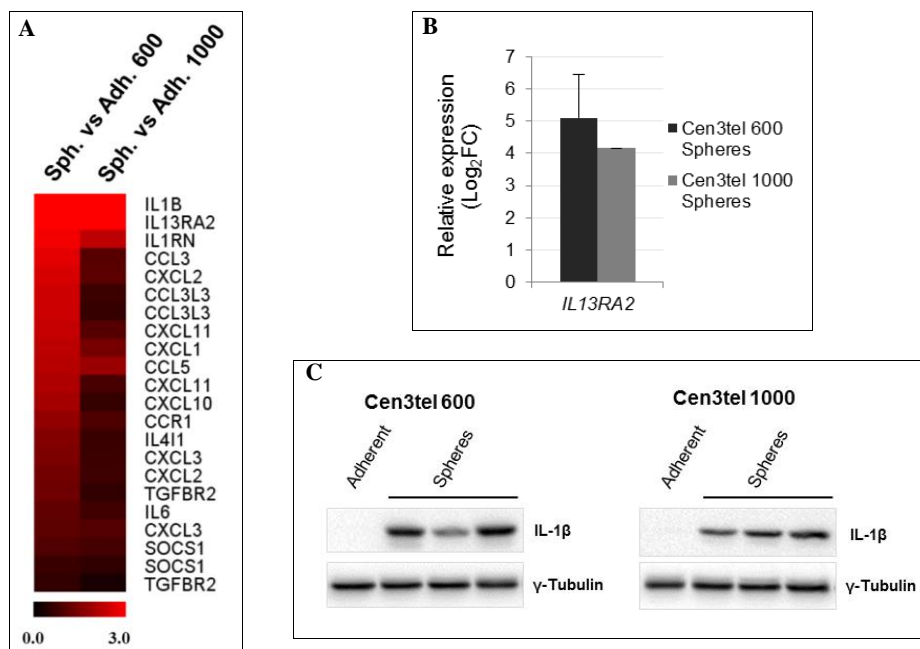 A
Sph. vs Adh. 600
Sph. vs Adh. 1000
IL1B
IL13RA2
IL1RN
CCL3
CXCL2
CCL3L3
CCL3L3
CXCL11
CXCL1
CCL5
CXCL11
CXCL10
CCR1
IL4I1
CXCL3
CXCL2
TGFBR2
IL6
CXCL3
SOCS1
SOCS1
TGFBR2
0.0 3.0
B
Relative expression
(Log₂FC)
7
6
5
4
3
2
1
0
IL13RA2
Cen3tel 600
Spheres
Cen3tel 1000
Spheres
C
Cen3tel 600
Adherent
Spheres
IL-1β
γ-Tubulin
Cen3tel 1000
Adherent
Spheres
IL-1β
γ-Tubulin